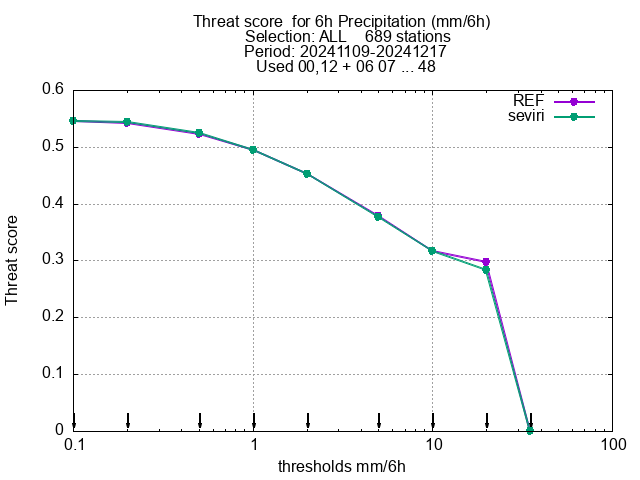 Threat score  for 6h Precipitation (mm/6h)
Selection: ALL    689 stations
Period: 20241109-20241217
Used 00,12 + 06 07 ... 48
REF
seviri
0.6
0.5
0.4
0.3
0.2
0.1
0
Threat score
0.1 1 10 100
thresholds mm/6h